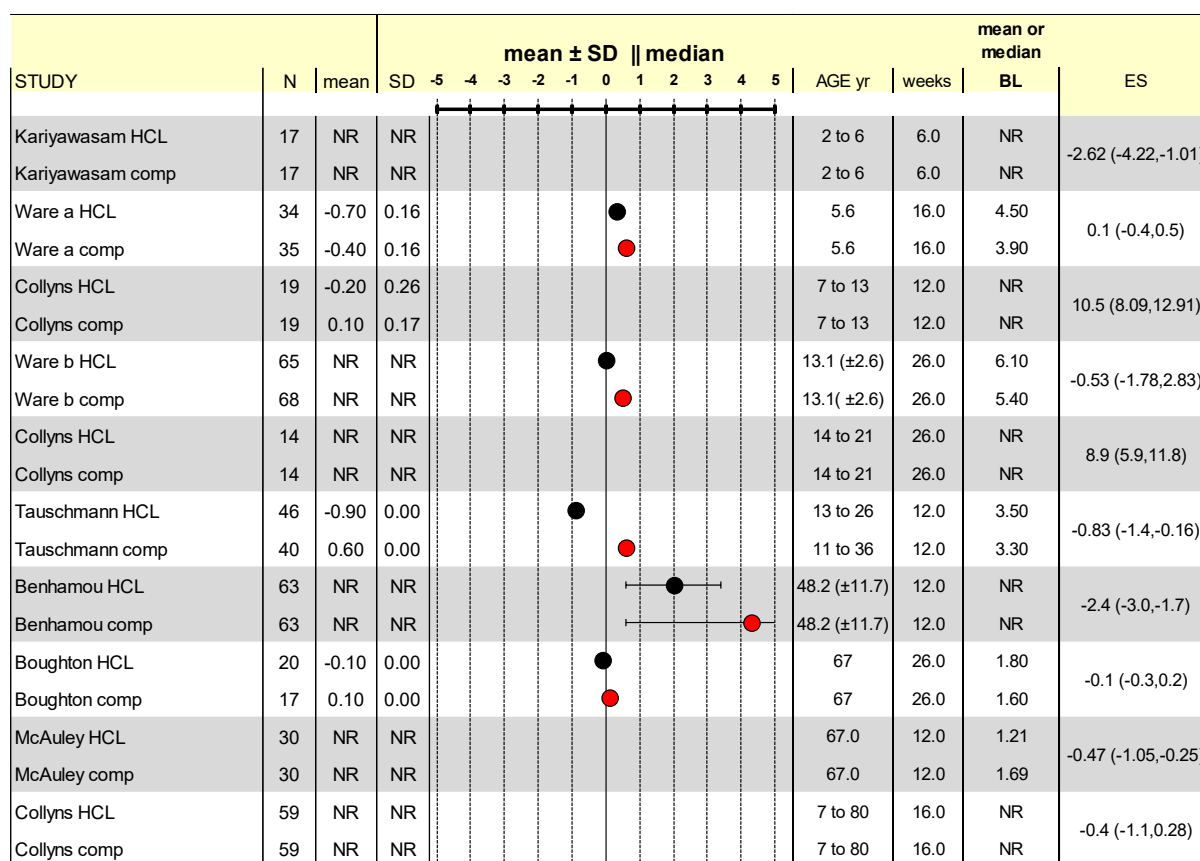 mean ± SD || median
mean or
median
STUDY N mean SD -5 -4 -3 -2 -1 0 1 2 3 4 5 AGE yr weeks BL ES
Kariyawasam HCL 17 NR NR 2 to 6 6.0 NR
-2.62 (-4.22,-1.01)
Kariyawasam comp 17 NR NR 2 to 6 6.0 NR
Ware a HCL 34 -0.70 0.16 5.6 16.0 4.50
0.1 (-0.4,0.5)
Ware a comp 35 -0.40 0.16 5.6 16.0 3.90
Collyns HCL 19 -0.20 0.26 7 to 13 12.0 NR
10.5 (8.09,12.91)
Collyns comp 19 0.10 0.17 7 to 13 12.0 NR
Ware b HCL 65 NR NR 13.1 (±2.6) 26.0 6.10
-0.53 (-1.78,2.83)
Ware b comp 68 NR NR 13.1( ±2.6) 26.0 5.40
Collyns HCL 14 NR NR 14 to 21 26.0 NR
8.9 (5.9,11.8)
Collyns comp 14 NR NR 14 to 21 26.0 NR
Tauschmann HCL 46 -0.90 0.00 13 to 26 12.0 3.50
-0.83 (-1.4,-0.16)
Tauschmann comp 40 0.60 0.00 11 to 36 12.0 3.30
Benhamou HCL 63 NR NR 48.2 (±11.7) 12.0 NR
-2.4 (-3.0,-1.7)
Benhamou comp 63 NR NR 48.2 (±11.7) 12.0 NR
Boughton HCL 20 -0.10 0.00 67 26.0 1.80
-0.1 (-0.3,0.2)
Boughton comp 17 0.10 0.00 67 26.0 1.60
McAuley HCL 30 NR NR 67.0 12.0 1.21
-0.47 (-1.05,-0.25)
McAuley comp 30 NR NR 67.0 12.0 1.69
Collyns HCL 59 NR NR 7 to 80 16.0 NR
-0.4 (-1.1,0.28)
Collyns comp 59 NR NR 7 to 80 16.0 NR